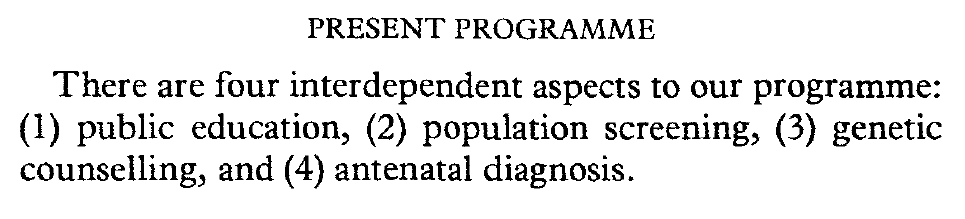 PRESENT PROGRAMME
There are four interdependent aspects to our programme:
(1) public education, (2) population screening, (3) genetic
counselling, and (4) antenatal diagnosis.